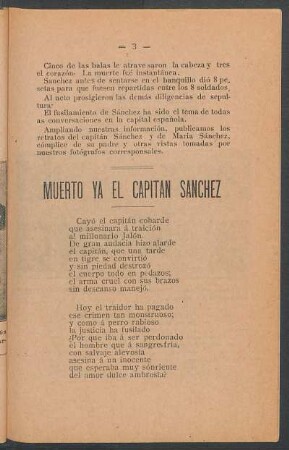 — 3 —
Cinco de las balas le atravesaron la cabeza y tres
el corazón. La muerte fué instantánea.
Sanchez antes de sentarse en el banquillo dió 8 pe,
setas para que fuesen repartidas entre los 8 soldados,
Al acto prosigieron las demás diligencias de sepul-
tura.
El fusilamiento de Sánchez ha sido el tema de todas
as conversaciones en la capital española.
Ampliando nuestras información, publicamos los
retratos del capitán Sánchez y de María Sánchez,
cómplice de su padre y otras vistas tomadas por
nuestros fotógrafos corresponsales.
MUERTO YA EL CAPITAN SANCHEZ
Cayó el capitán cobarde
que asesinara á traición
al millonario Jalón.
De gran audacia hizo alarde
el capitán, que una tarde
en tigre se convirtió
y sin piedad destrozó
el cuerpo todo en pedazos;
el arma cruel con sus brazos
sin descanso manejó.
Hoy el traidor ha pagado
ese crimen tan monstruoso;
y como á perro rabioso
la justicia ha fusilado
¡Por que iba á ser perdonado
el hombre que á sangre fría,
con salvaje alevosía
asesina á un inocente
que esperaba muy sonriente
del amor dulce ambrosía!